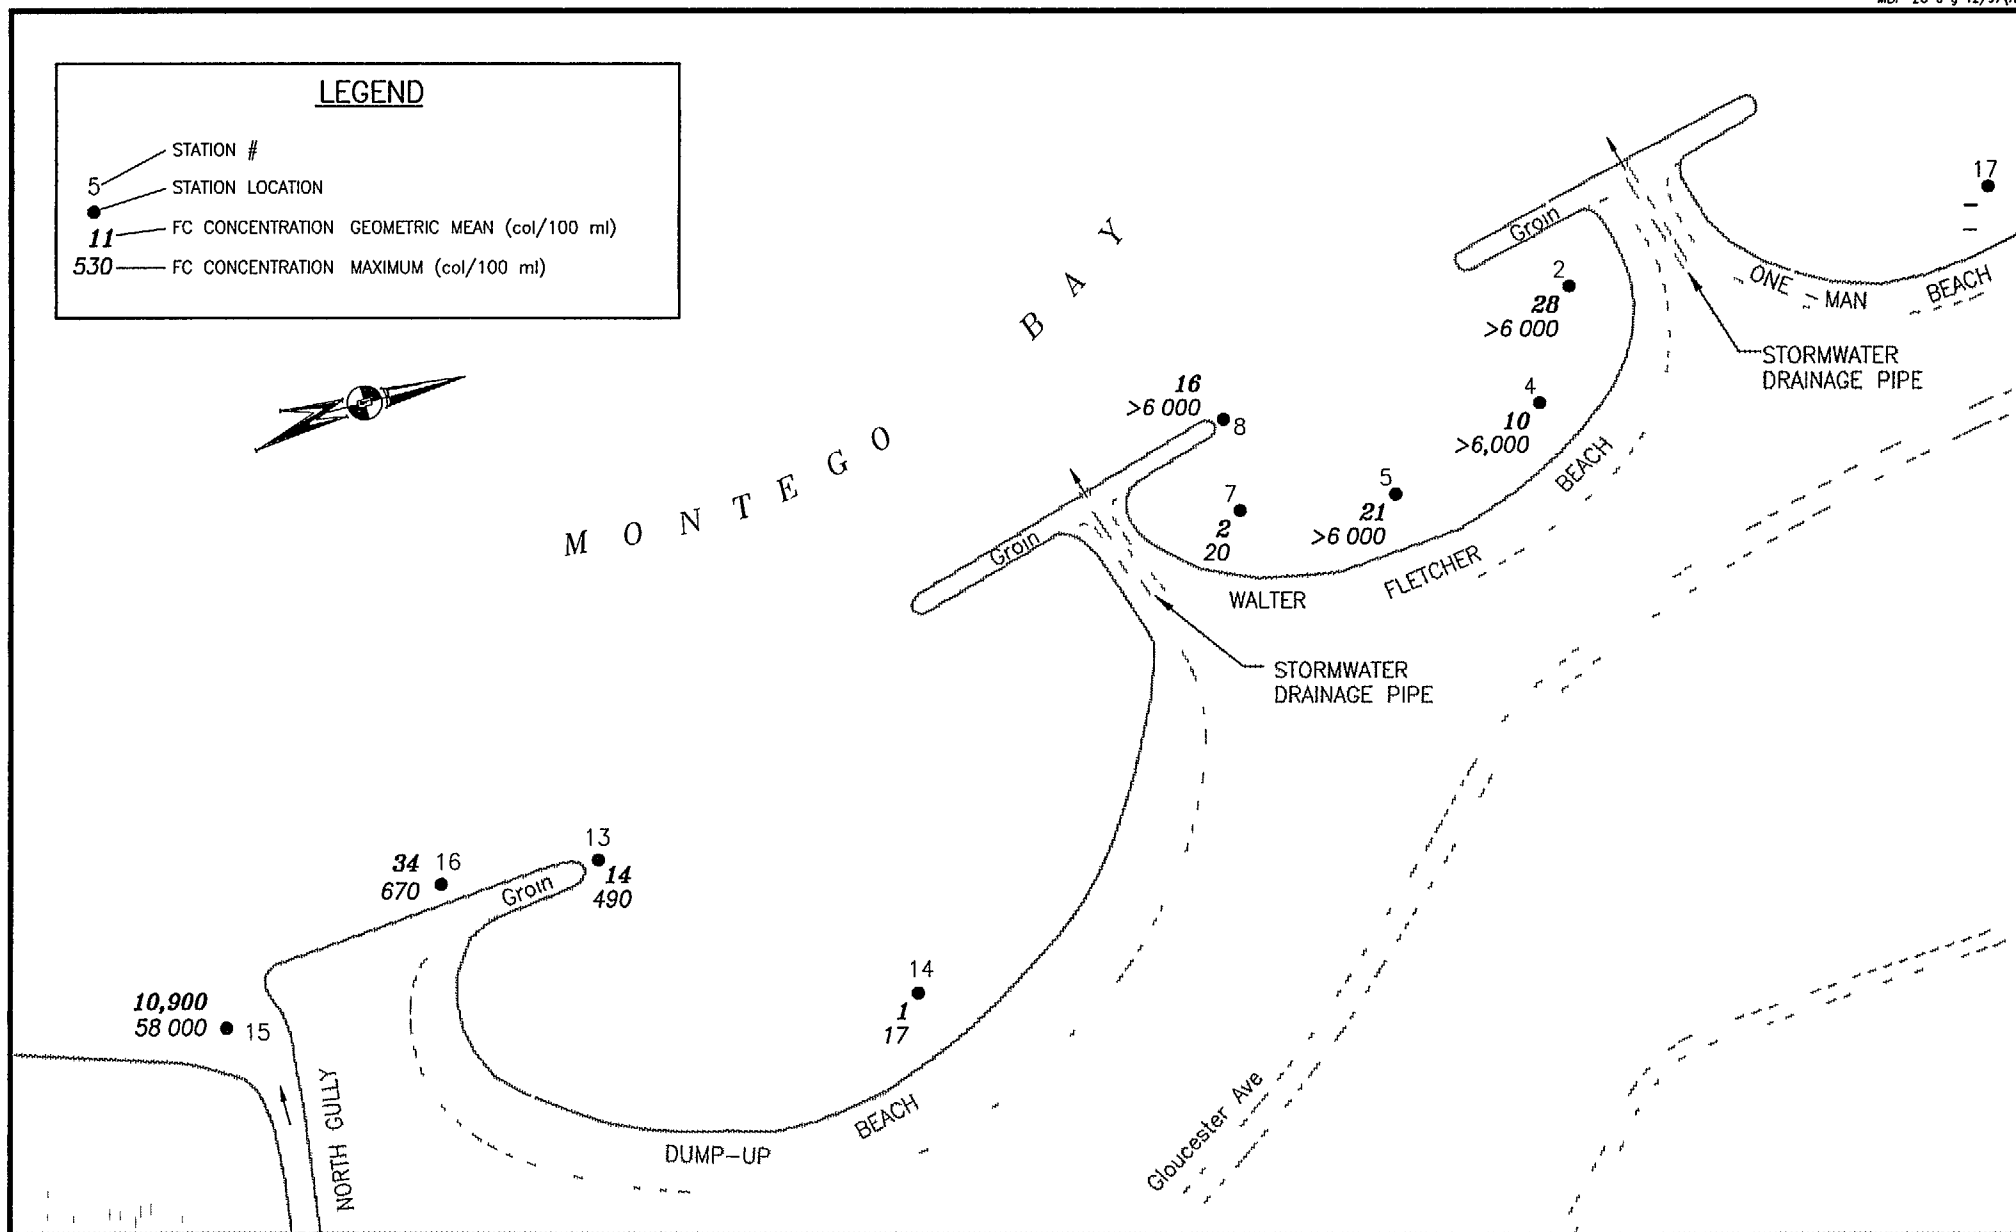 LEGEND
STATION #
5
STATION LOCATION
11
FC CONCENTRATION GEOMETRIC MEAN (col/100 ml)
530
FC CONCENTRATION MAXIMUM (col/100 ml)
MONTEGO BAY
Groin
17
–
–
ONE - MAN BEACH
2
28
>6 000
STORMWATER
DRAINAGE PIPE
16
>6 000
8
4
10
>6,000
7
2
20
5
21
>6 000
WALTER FLETCHER BEACH
Groin
STORMWATER
DRAINAGE PIPE
34
16
670
Groin
13
14
490
14
1
17
10,900
58 000
15
NORTH GULLY
DUMP-UP BEACH
Gloucester Ave